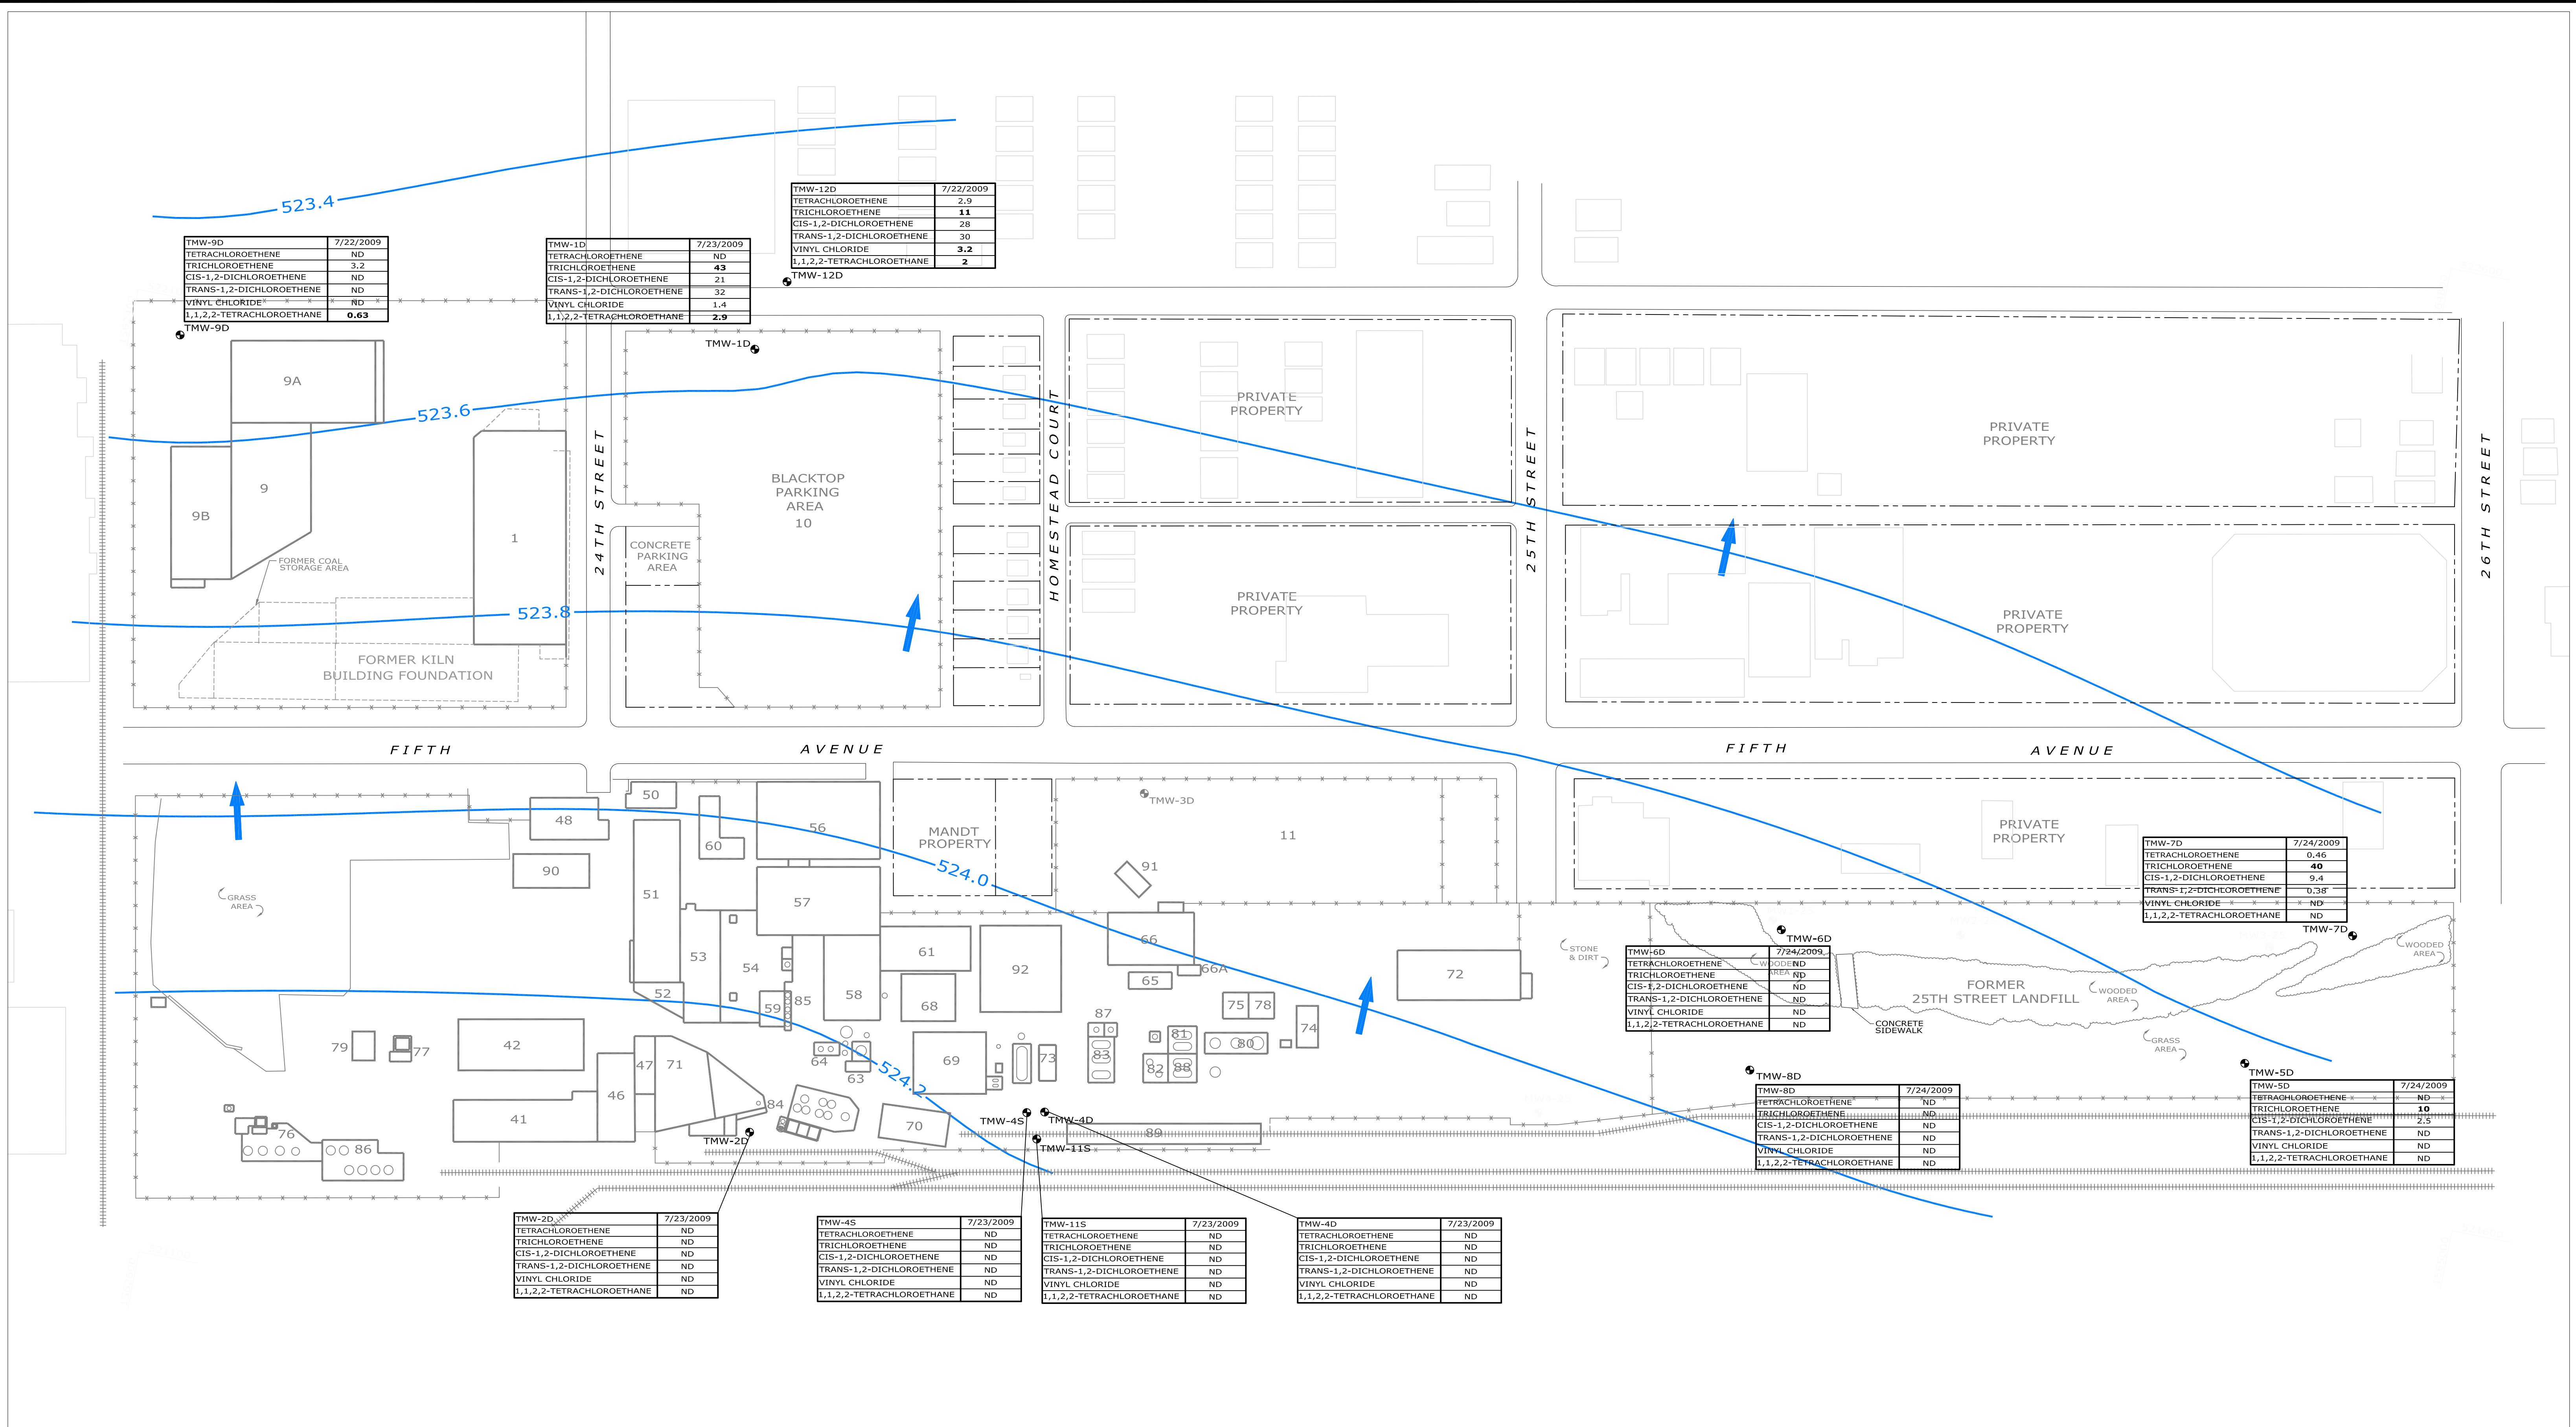 523.4
TMW-12D 7/22/2009
TETRACHLOROETHENE 2.9
TRICHLOROETHENE 11
CIS-1,2-DICHLOROETHENE 28
TRANS-1,2-DICHLOROETHENE 30
VINYL CHLORIDE 3.2
1,1,2,2-TETRACHLOROETHANE 2
TMW-12D
TMW-9D 7/22/2009
TETRACHLOROETHENE ND
TRICHLOROETHENE 3.2
CIS-1,2-DICHLOROETHENE ND
TRANS-1,2-DICHLOROETHENE ND
VINYL CHLORIDE ND
1,1,2,2-TETRACHLOROETHANE 0.63
TMW-9D
TMW-1D 7/23/2009
TETRACHLOROETHENE ND
TRICHLOROETHENE 43
CIS-1,2-DICHLOROETHENE 21
TRANS-1,2-DICHLOROETHENE 32
VINYL CHLORIDE 1.4
1,1,2,2-TETRACHLOROETHANE 2.9
TMW-1D
9A
523.6
9
9B
1
FORMER COAL
STORAGE AREA
523.8
FORMER KILN
BUILDING FOUNDATION
24TH STREET
BLACKTOP
PARKING
AREA
10
CONCRETE
PARKING
AREA
HOMESTEAD COURT
PRIVATE
PROPERTY
PRIVATE
PROPERTY
25TH STREET
PRIVATE
PROPERTY
PRIVATE
PROPERTY
26TH STREET
FIFTH
AVENUE
FIFTH
AVENUE
50
48
60
56
90
51
57
GRASS
AREA
53
54
52
59
85
58
61
68
92
MANDT
PROPERTY
524.0
TMW-3D
11
91
66
66A
65
72
75
78
74
87
81
80
83
82
88
73
69
64
63
524.2
79
77
42
47
71
46
41
84
70
76
86
89
TMW-2D
TMW-4S
TMW-4D
TMW-11S
PRIVATE
PROPERTY
TMW-7D 7/24/2009
TETRACHLOROETHENE 0.46
TRICHLOROETHENE 40
CIS-1,2-DICHLOROETHENE 9.4
TRANS-1,2-DICHLOROETHENE 0.38
VINYL CHLORIDE ND
1,1,2,2-TETRACHLOROETHANE ND
TMW-7D
STONE
& DIRT
TMW-6D
TMW-6D 7/24/2009
TETRACHLOROETHENE ND
TRICHLOROETHENE ND
CIS-1,2-DICHLOROETHENE ND
TRANS-1,2-DICHLOROETHENE ND
VINYL CHLORIDE ND
1,1,2,2-TETRACHLOROETHANE ND
WOODED
AREA
FORMER
25TH STREET LANDFILL
WOODED
AREA
WOODED
AREA
CONCRETE
SIDEWALK
GRASS
AREA
TMW-8D
TMW-8D 7/24/2009
TETRACHLOROETHENE ND
TRICHLOROETHENE ND
CIS-1,2-DICHLOROETHENE ND
TRANS-1,2-DICHLOROETHENE ND
VINYL CHLORIDE ND
1,1,2,2-TETRACHLOROETHANE ND
TMW-5D
TMW-5D 7/24/2009
TETRACHLOROETHENE ND
TRICHLOROETHENE 10
CIS-1,2-DICHLOROETHENE 2.5
TRANS-1,2-DICHLOROETHENE ND
VINYL CHLORIDE ND
1,1,2,2-TETRACHLOROETHANE ND
TMW-2D 7/23/2009
TETRACHLOROETHENE ND
TRICHLOROETHENE ND
CIS-1,2-DICHLOROETHENE ND
TRANS-1,2-DICHLOROETHENE ND
VINYL CHLORIDE ND
1,1,2,2-TETRACHLOROETHANE ND
TMW-4S 7/23/2009
TETRACHLOROETHENE ND
TRICHLOROETHENE ND
CIS-1,2-DICHLOROETHENE ND
TRANS-1,2-DICHLOROETHENE ND
VINYL CHLORIDE ND
1,1,2,2-TETRACHLOROETHANE ND
TMW-11S 7/23/2009
TETRACHLOROETHENE ND
TRICHLOROETHENE ND
CIS-1,2-DICHLOROETHENE ND
TRANS-1,2-DICHLOROETHENE ND
VINYL CHLORIDE ND
1,1,2,2-TETRACHLOROETHANE ND
TMW-4D 7/23/2009
TETRACHLOROETHENE ND
TRICHLOROETHENE ND
CIS-1,2-DICHLOROETHENE ND
TRANS-1,2-DICHLOROETHENE ND
VINYL CHLORIDE ND
1,1,2,2-TETRACHLOROETHANE ND